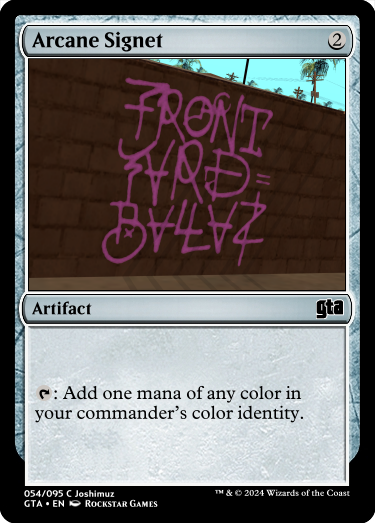 Arcane Signet
2
FRONT
YARD
BALLAZ
Artifact
gta
: Add one mana of any color in
your commander's color identity.
054/095 C Joshimuz
GTA • EN Rockstar Games
™ & © 2024 Wizards of the Coast